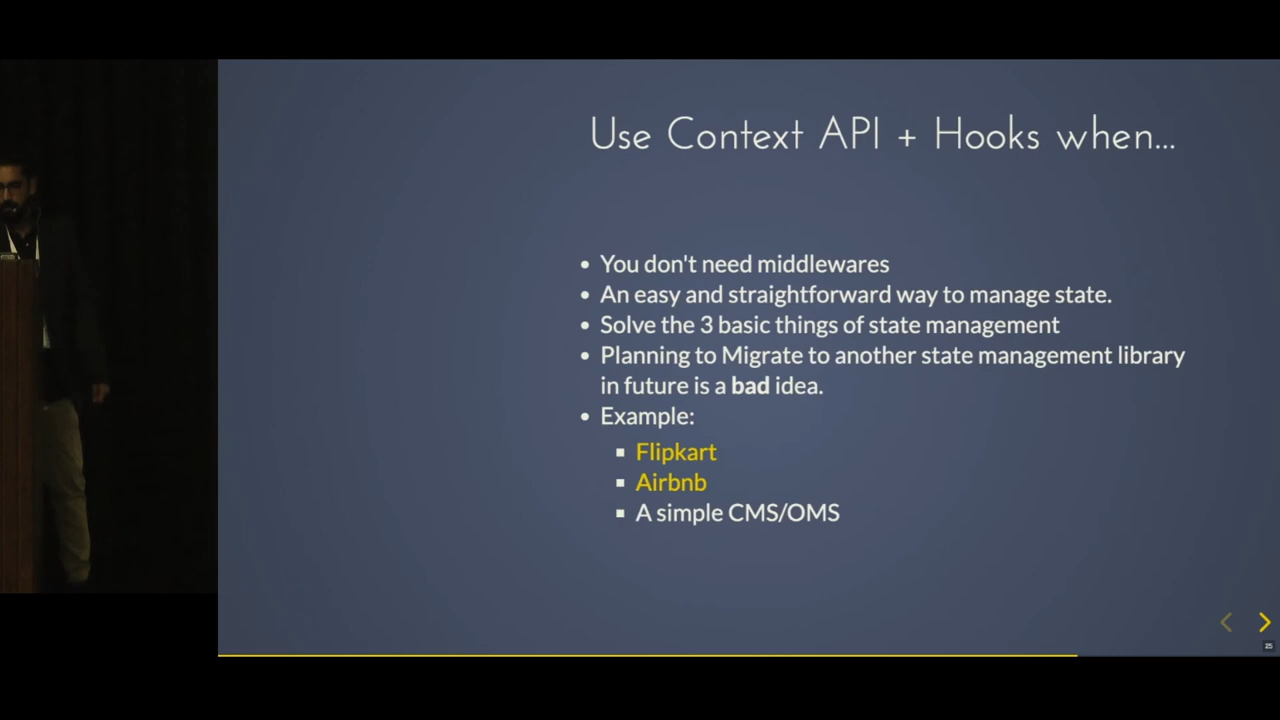 Use Context API + Hooks when...
• You don't need middlewares
• An easy and straightforward way to manage state.
• Solve the 3 basic things of state management
• Planning to Migrate to another state management library
in future is a bad idea.
• Example:
▪ Flipkart
▪ Airbnb
▪ A simple CMS/OMS
25